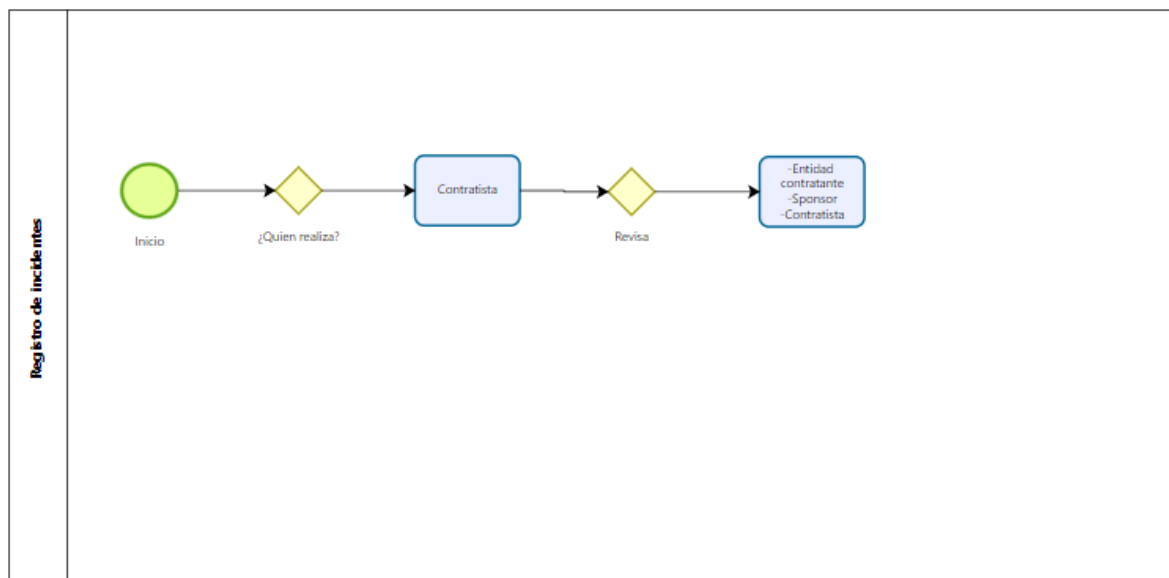 Registro de incidentes
Inicio
¿Quien realiza?
Contratista
Revisa
-Entidad
contratante
-Sponsor
-Contratista